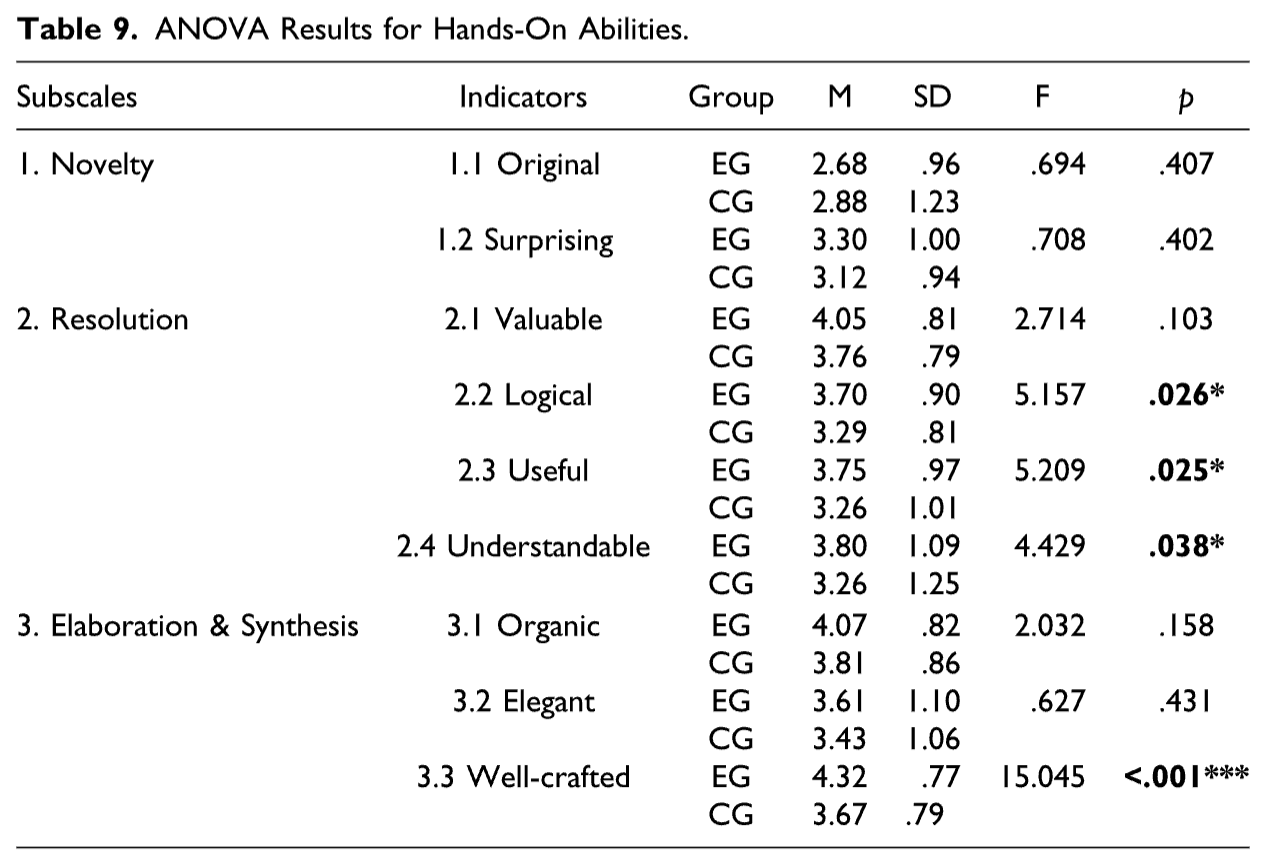 Table 9. ANOVA Results for Hands-On Abilities.
Subscales Indicators Group M SD F p
1. Novelty 1.1 Original EG 2.68 .96 .694 .407
CG 2.88 1.23
1.2 Surprising EG 3.30 1.00 .708 .402
CG 3.12 .94
2. Resolution 2.1 Valuable EG 4.05 .81 2.714 .103
CG 3.76 .79
2.2 Logical EG 3.70 .90 5.157 .026*
CG 3.29 .81
2.3 Useful EG 3.75 .97 5.209 .025*
CG 3.26 1.01
2.4 Understandable EG 3.80 1.09 4.429 .038*
CG 3.26 1.25
3. Elaboration & Synthesis 3.1 Organic EG 4.07 .82 2.032 .158
CG 3.81 .86
3.2 Elegant EG 3.61 1.10 .627 .431
CG 3.43 1.06
3.3 Well-crafted EG 4.32 .77 15.045 <.001***
CG 3.67 .79